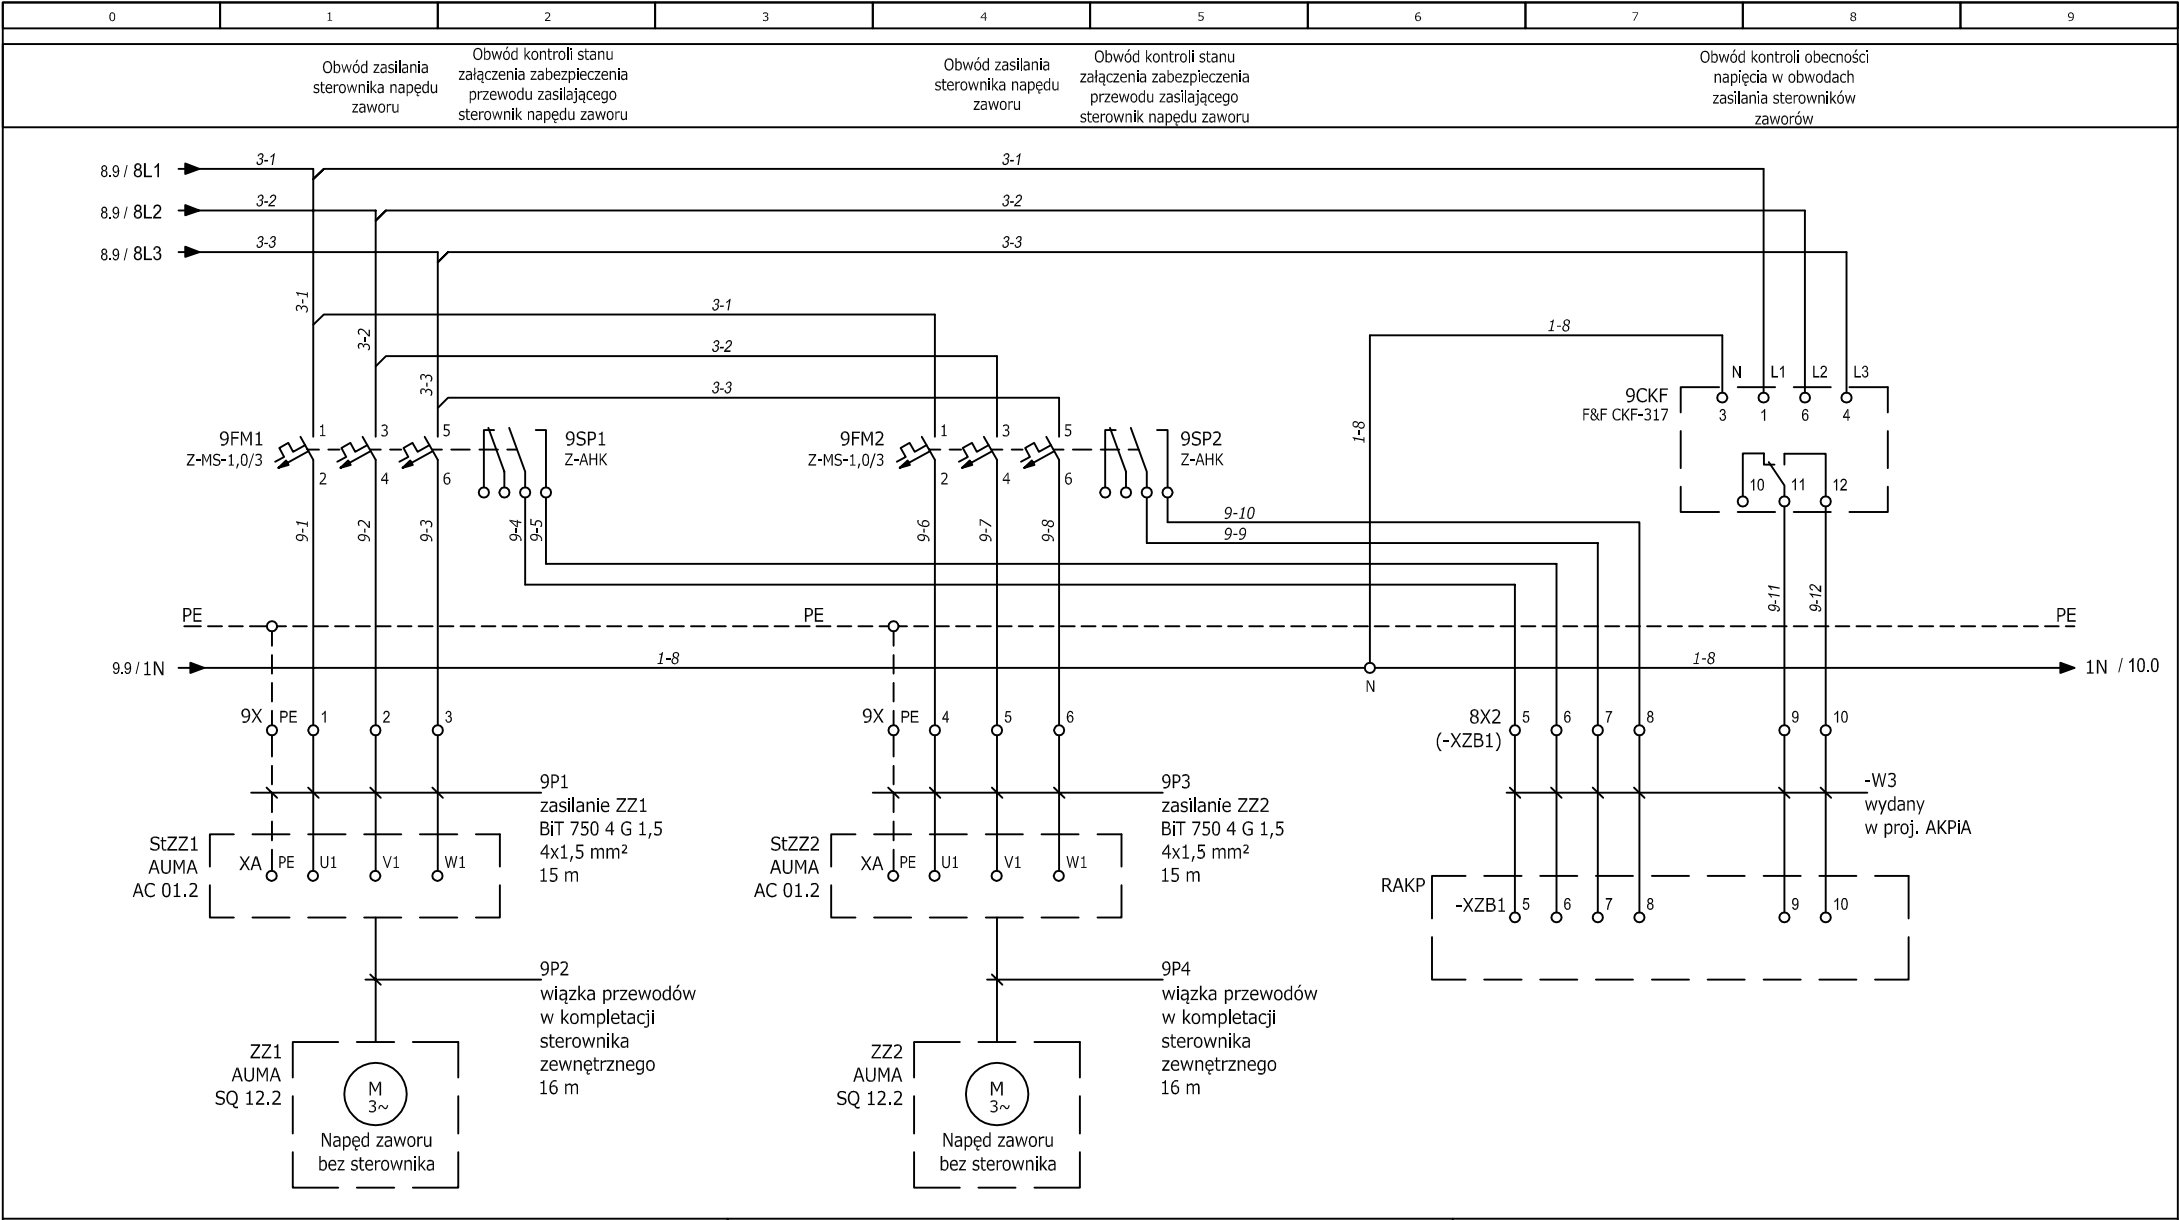 0 1 2 3 4 5 6 7 8 9
Obwód zasilania
sterownika napędu
zaworu
Obwód kontroli stanu
załączenia zabezpieczenia
przewodu zasilającego
sterownik napędu zaworu
Obwód zasilania
sterownika napędu
zaworu
Obwód kontroli stanu
załączenia zabezpieczenia
przewodu zasilającego
sterownik napędu zaworu
Obwód kontroli obecności
napięcia w obwodach
zasilania sterowników
zaworów
8.9 / 8L1 3-1 3-1
8.9 / 8L2 3-2 3-2
8.9 / 8L3 3-3 3-3
3-1 3-2 3-3
3-1
3-2
3-3
1-8
1-8
N L1 L2 L3
9CKF
F&F CKF-317
3 1 6 4
10 11 12
9FM1
Z-MS-1,0/3
1 3 5
2 4 6
9SP1
Z-AHK
9FM2
Z-MS-1,0/3
1 3 5
2 4 6
9SP2
Z-AHK
9-1 9-2 9-3 9-4 9-5
9-6 9-7 9-8
9-10
9-9
9-11 9-12
PE PE PE
9.9 / 1N 1-8 1-8 1N / 10.0
N
9X PE 1 2 3
9X PE 4 5 6
8X2
(-XZB1)
5 6 7 8 9 10
9P1
zasilanie ZZ1
BiT 750 4 G 1,5
4x1,5 mm²
15 m
9P3
zasilanie ZZ2
BiT 750 4 G 1,5
4x1,5 mm²
15 m
-W3
wydany
w proj. AKPiA
StZZ1
AUMA
AC 01.2
XA PE U1 V1 W1
StZZ2
AUMA
AC 01.2
XA PE U1 V1 W1
RAKP
-XZB1 5 6 7 8 9 10
9P2
wiązka przewodów
w kompletacji
sterownika
zewnętrznego
16 m
9P4
wiązka przewodów
w kompletacji
sterownika
zewnętrznego
16 m
ZZ1
AUMA
SQ 12.2
M
3~
Napęd zaworu
bez sterownika
ZZ2
AUMA
SQ 12.2
M
3~
Napęd zaworu
bez sterownika